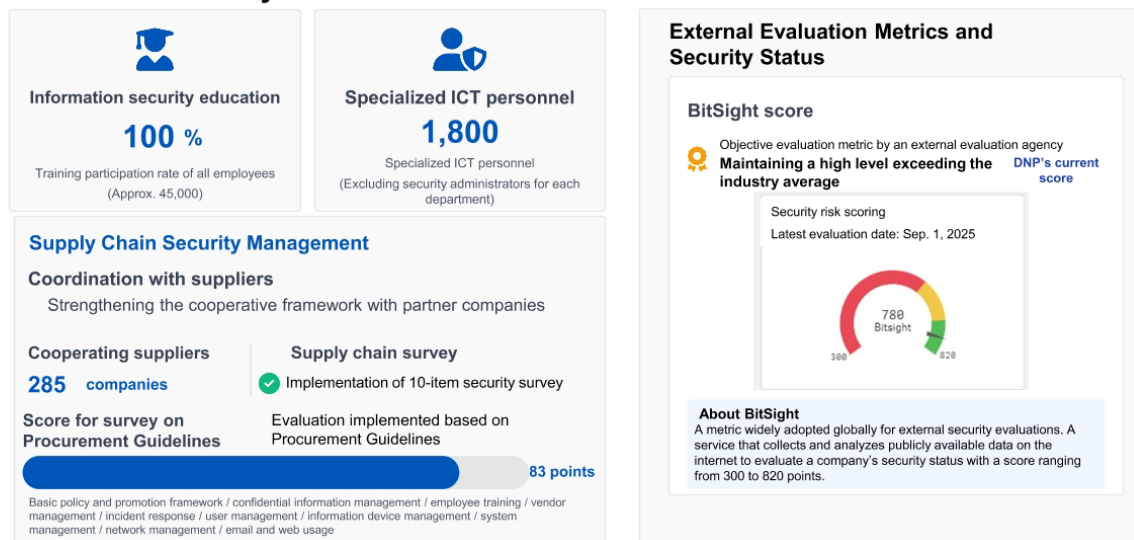 Information security education
100 %
Training participation rate of all employees
(Approx. 45,000)
Specialized ICT personnel
1,800
Specialized ICT personnel
(Excluding security administrators for each
department)
Supply Chain Security Management
Coordination with suppliers
Strengthening the cooperative framework with partner companies
Cooperating suppliers
285 companies
Supply chain survey
Implementation of 10-item security survey
Score for survey on
Procurement Guidelines
Evaluation implemented based on
Procurement Guidelines
83 points
Basic policy and promotion framework / confidential information management / employee training / vendor
management / incident response / user management / information device management / system
management / network management / email and web usage
External Evaluation Metrics and
Security Status
BitSight score
Objective evaluation metric by an external evaluation agency
Maintaining a high level exceeding the
industry average
DNP's current
score
Security risk scoring
Latest evaluation date: Sep. 1, 2025
780
Bitsight
300
820
About BitSight
A metric widely adopted globally for external security evaluations. A
service that collects and analyzes publicly available data on the
internet to evaluate a company's security status with a score ranging
from 300 to 820 points.